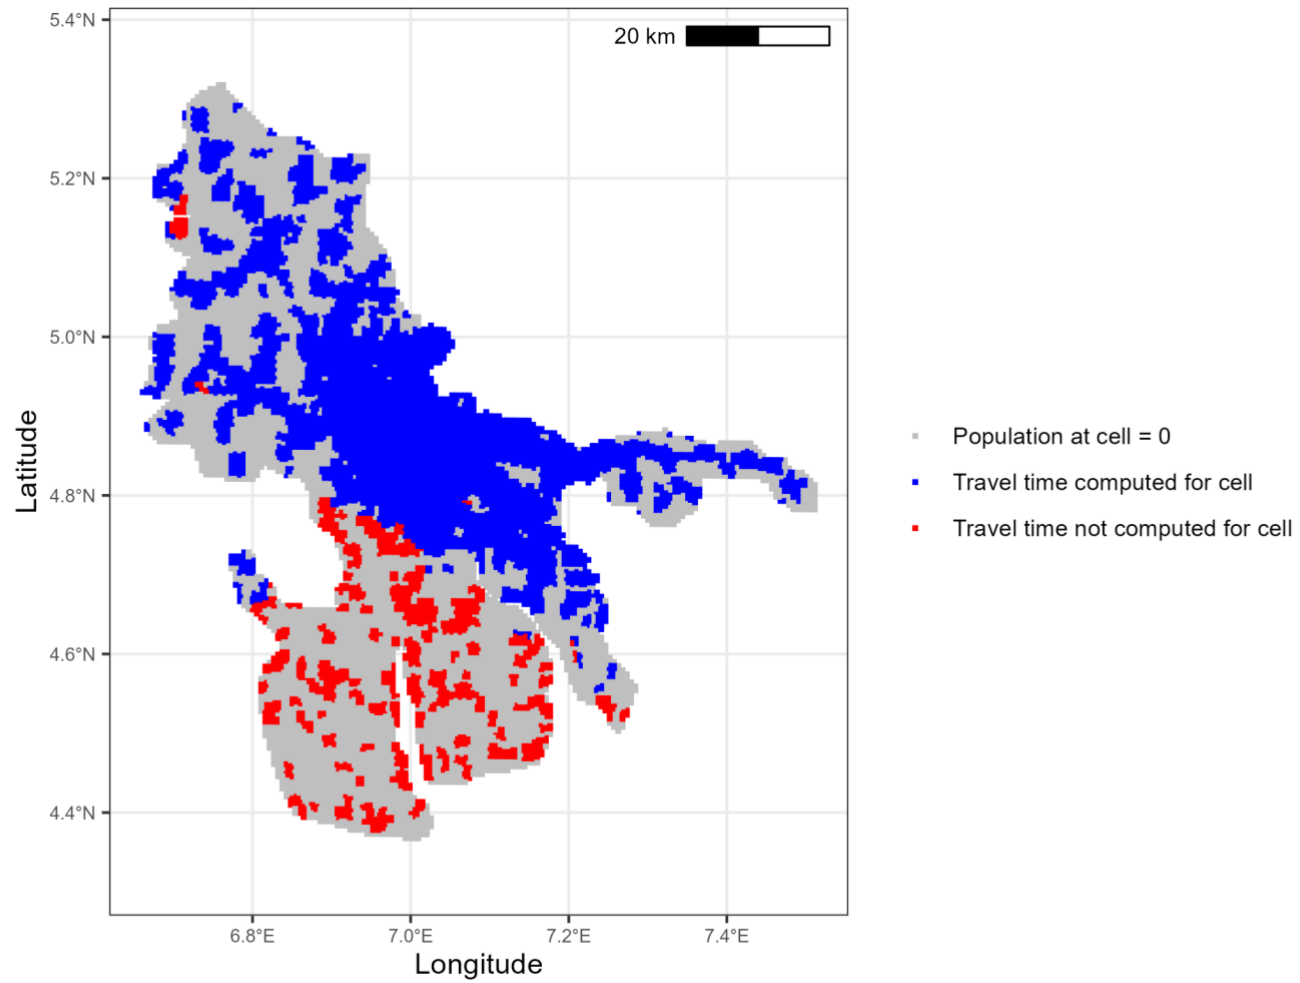 5.4°N
20 km
5.2°N
5.0°N
4.8°N
4.6°N
4.4°N
Latitude
6.8°E 7.0°E 7.2°E 7.4°E
Longitude
Population at cell = 0
Travel time computed for cell
Travel time not computed for cell